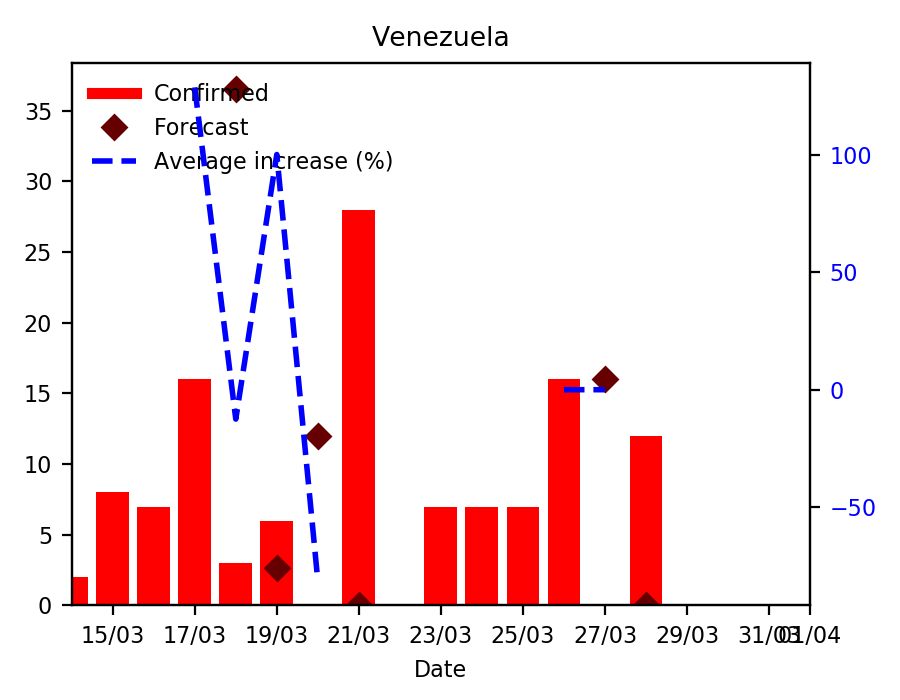 Venezuela
Confirmed
Forecast
Average increase (%)
35
30
25
20
15
10
5
0
100
50
0
−50
15/03 17/03 19/03 21/03 23/03 25/03 27/03 29/03 31/03 01/04
Date